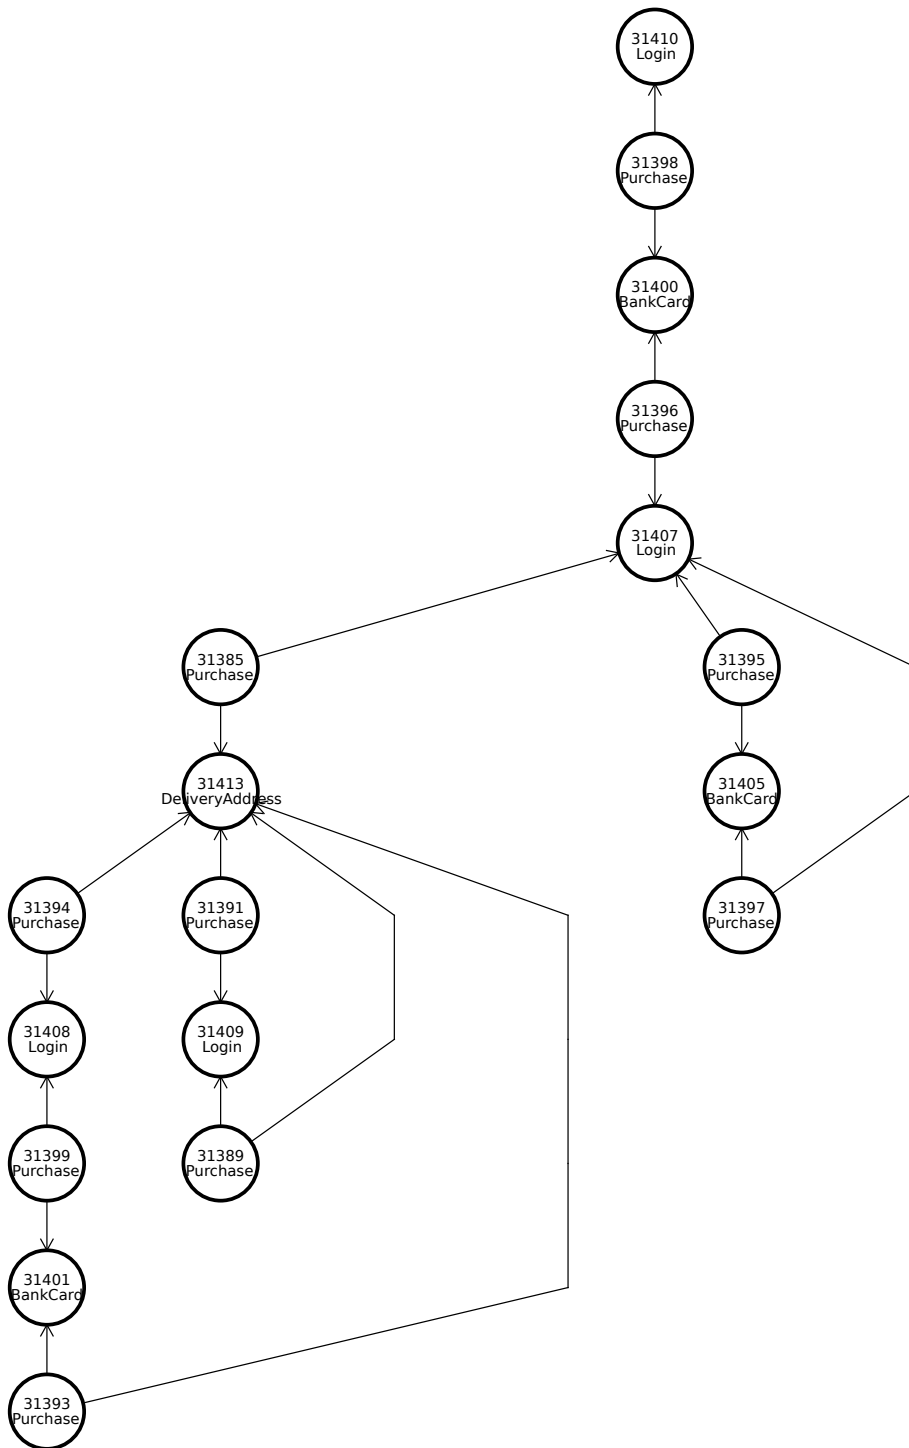 31410
Login
31398
Purchase
31400
BankCard
31396
Purchase
31407
Login
31385
Purchase
31395
Purchase
31413
DeliveryAddress
31405
BankCard
31394
Purchase
31391
Purchase
31397
Purchase
31408
Login
31409
Login
31399
Purchase
31389
Purchase
31401
BankCard
31393
Purchase